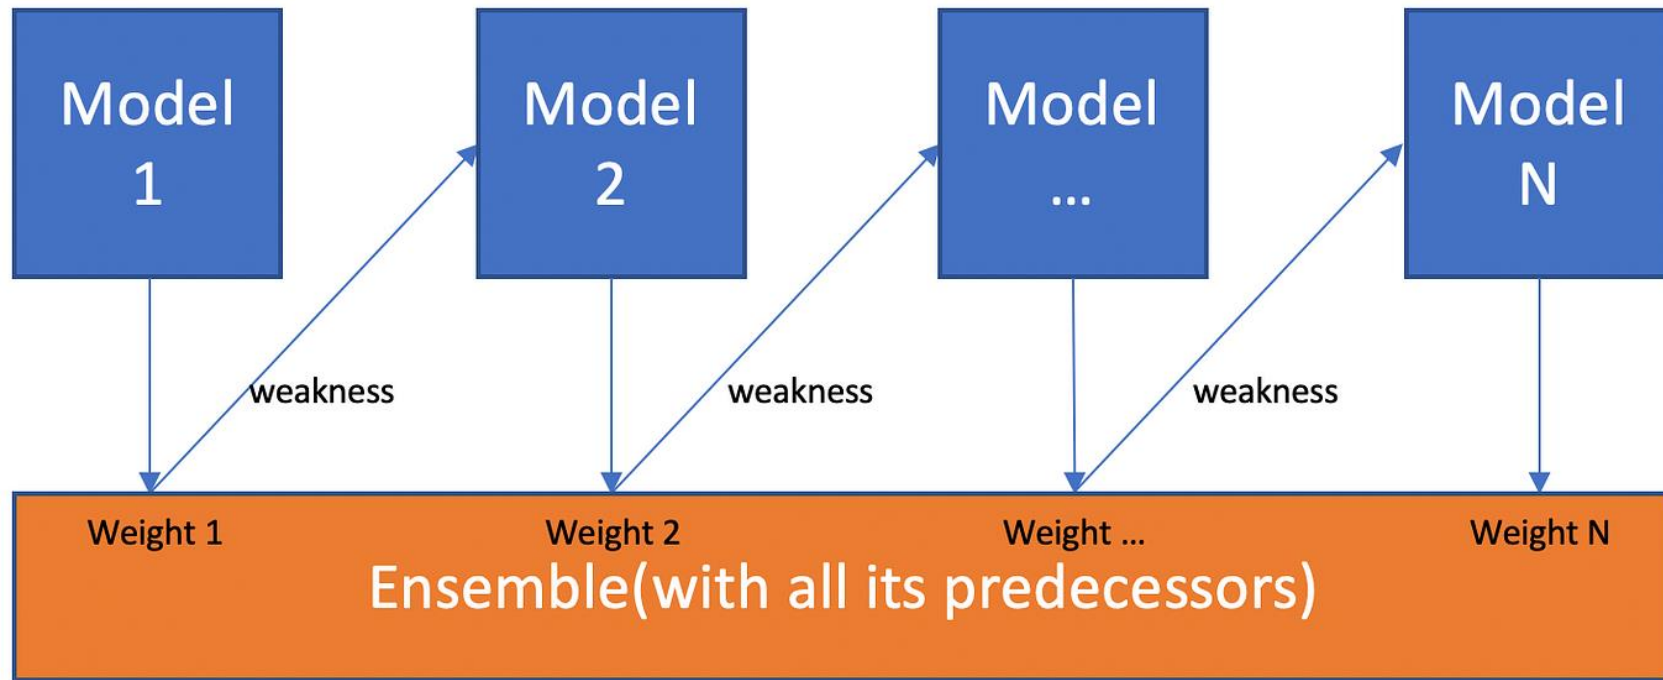 Model
1
Model
2
Model
...
Model
N
weakness
weakness
weakness
Weight 1
Weight 2
Weight ...
Weight N
Ensemble(with all its predecessors)